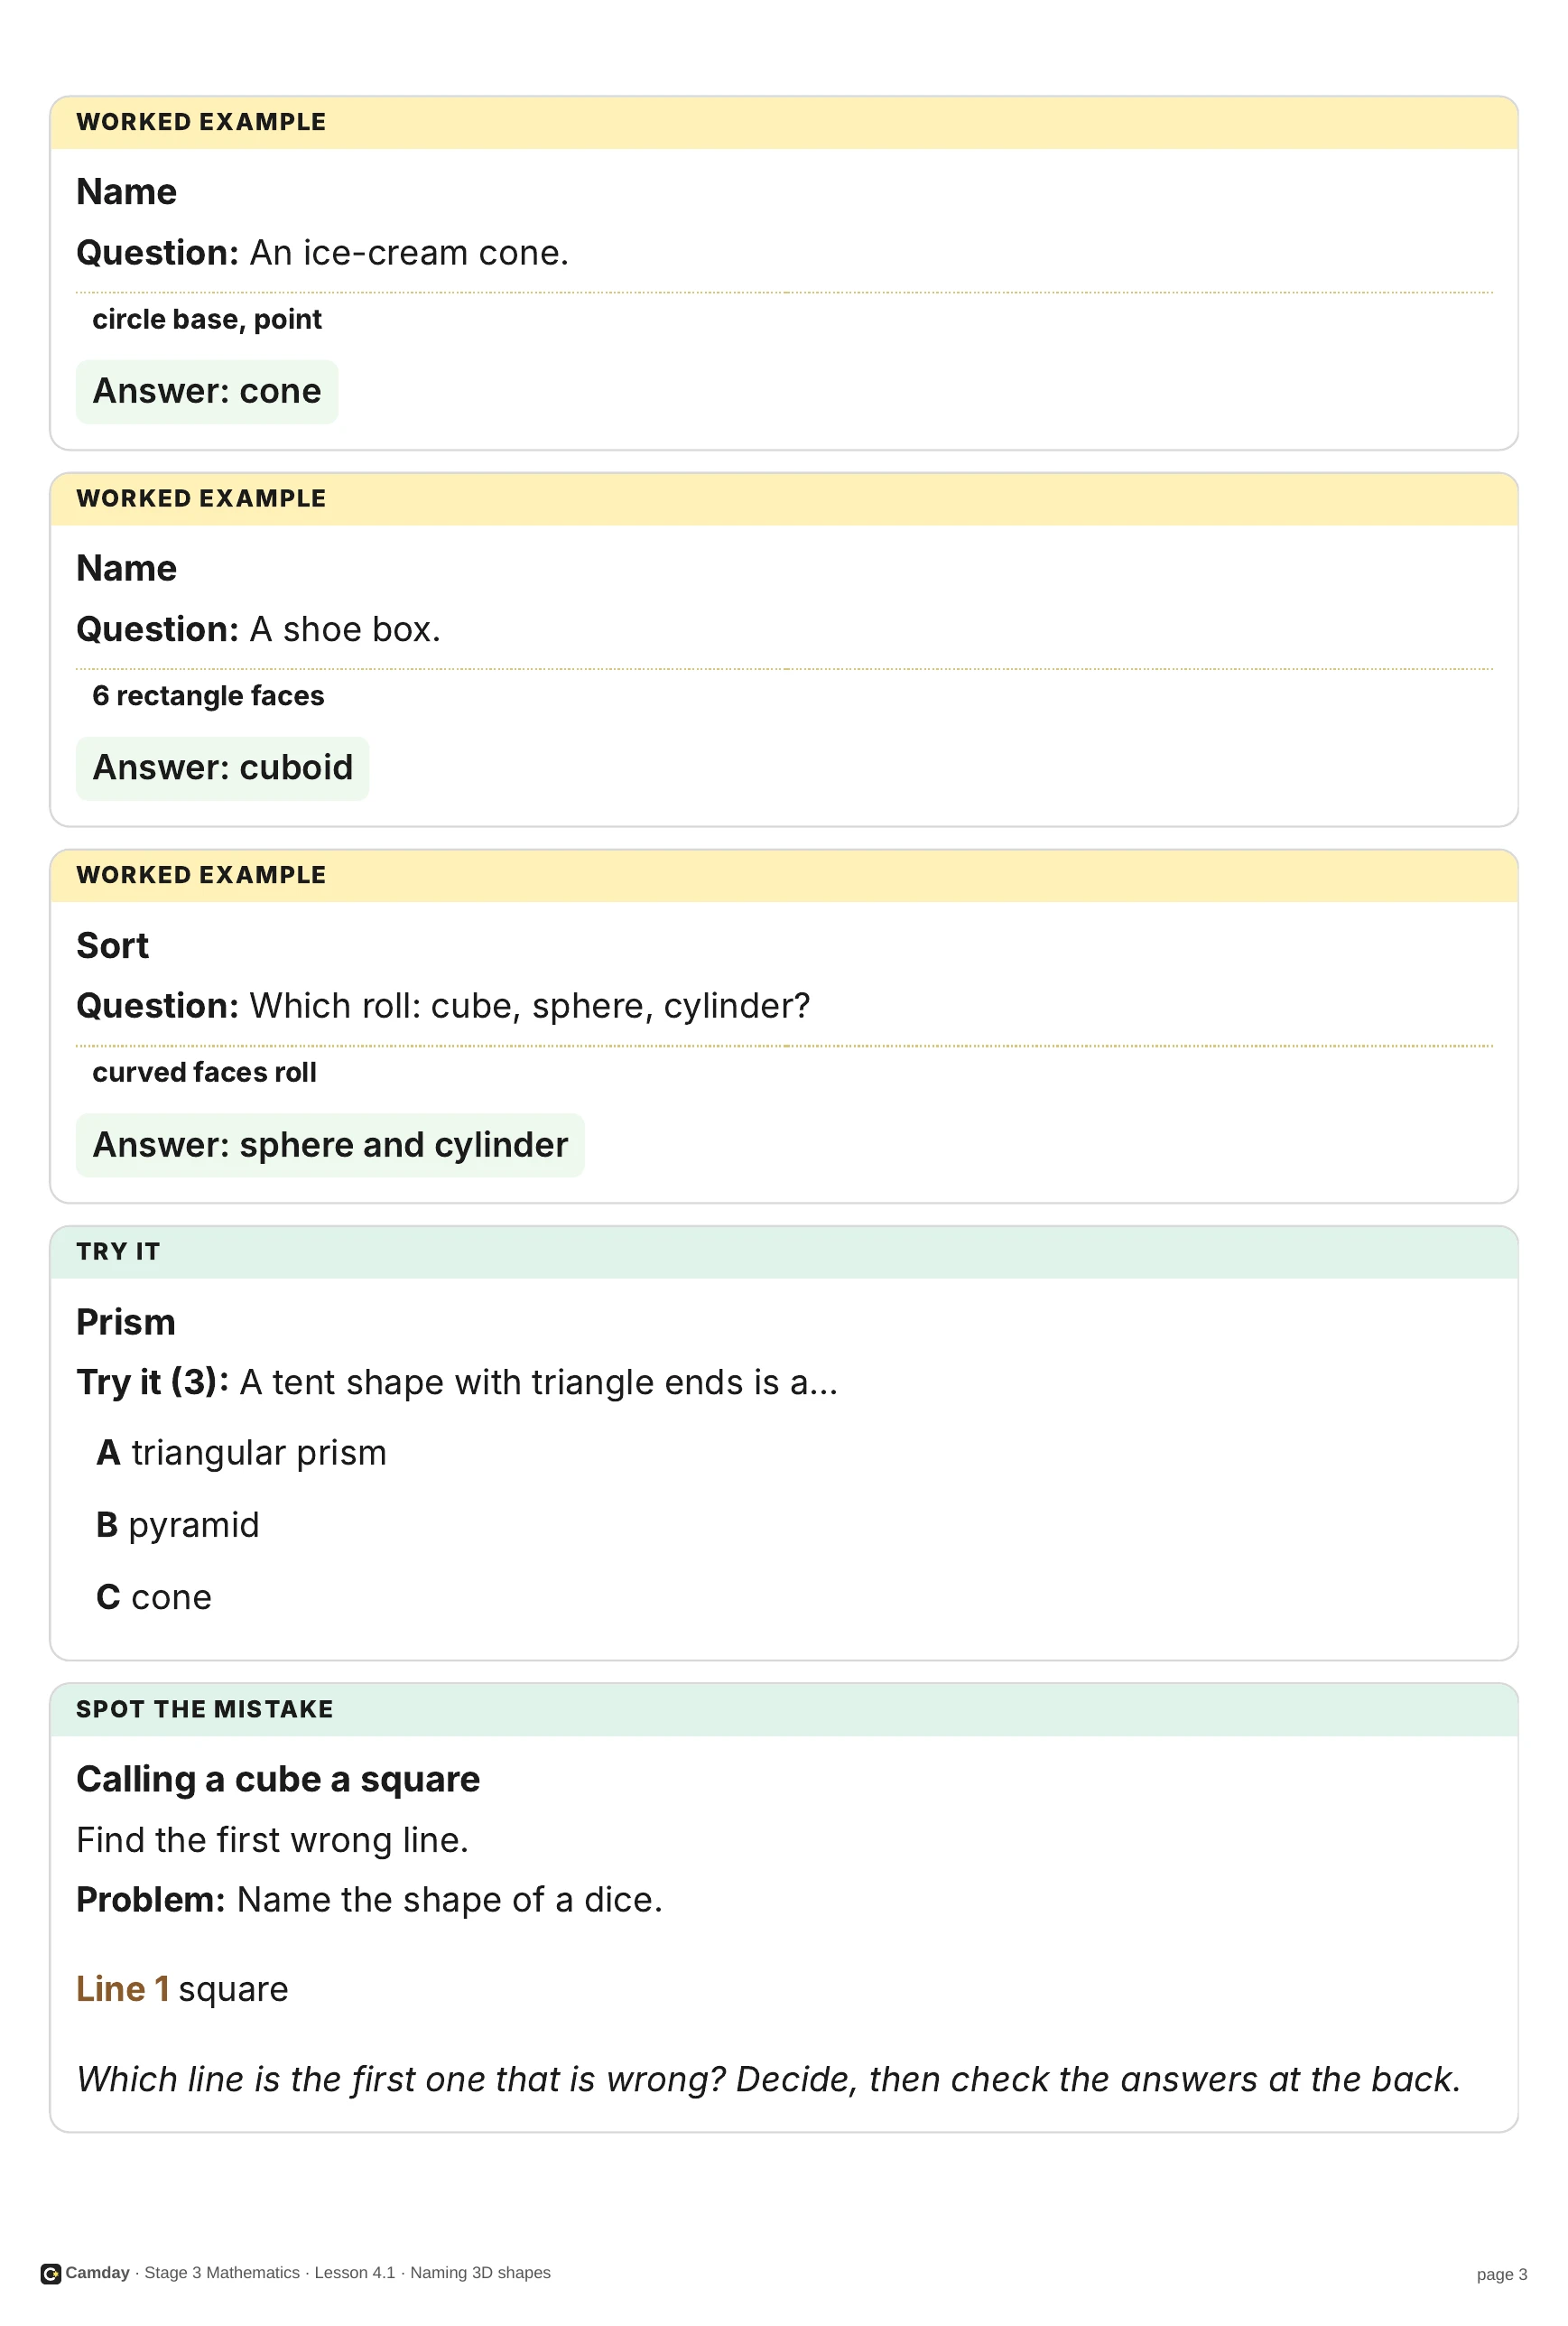 WORKED EXAMPLE
Name
Question: An ice-cream cone.
circle base, point
Answer: cone
WORKED EXAMPLE
Name
Question: A shoe box.
6 rectangle faces
Answer: cuboid
WORKED EXAMPLE
Sort
Question: Which roll: cube, sphere, cylinder?
curved faces roll
Answer: sphere and cylinder
TRY IT
Prism
Try it (3): A tent shape with triangle ends is a...
A triangular prism
B pyramid
C cone
SPOT THE MISTAKE
Calling a cube a square
Find the first wrong line.
Problem: Name the shape of a dice.
Line 1 square
Which line is the first one that is wrong? Decide, then check the answers at the back.
Camday · Stage 3 Mathematics · Lesson 4.1 · Naming 3D shapes
page 3